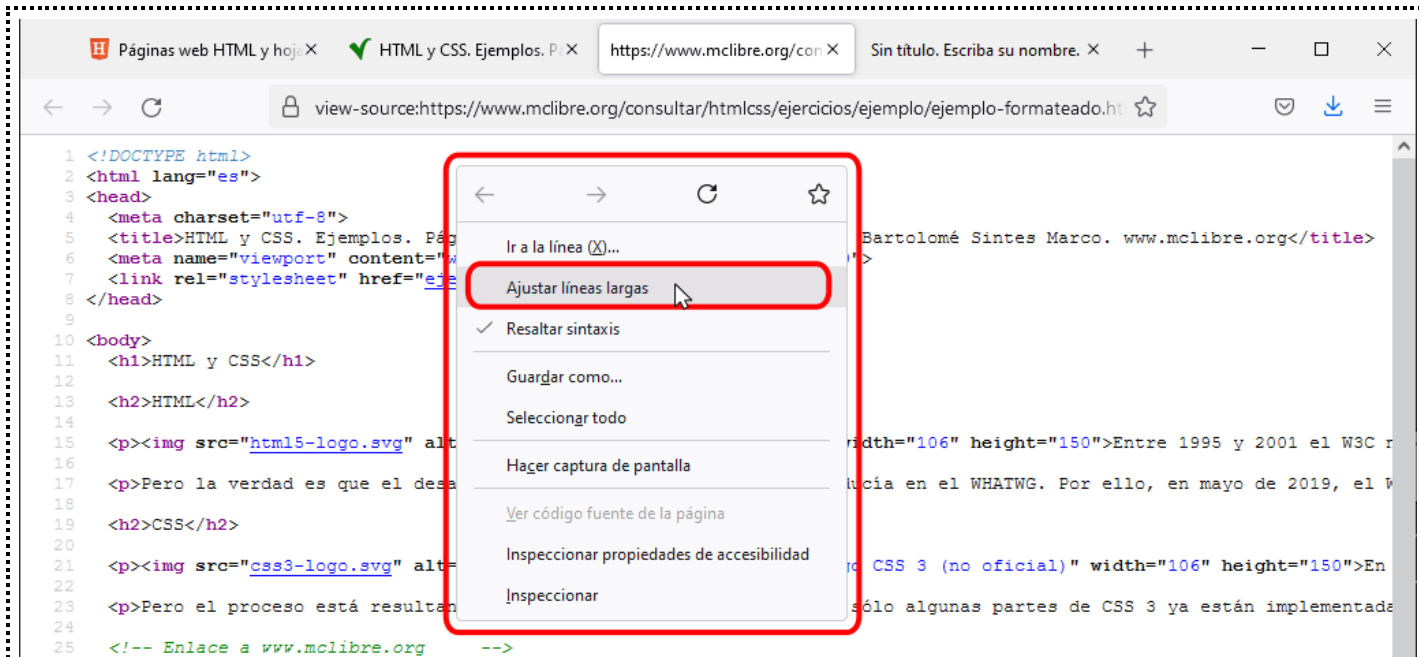 Páginas web HTML y hoja
HTML y CSS. Ejemplos. Pá
https://www.mclibre.org/con
Sin título. Escriba su nombre.
view-source:https://www.mclibre.org/consultar/htmlcss/ejercicios/ejemplo/ejemplo-formateado.ht
1 <!DOCTYPE html>
2 <html lang="es">
3 <head>
4 <meta charset="utf-8">
5 <title>HTML y CSS. Ejemplos. Pág Bartolomé Sintes Marco. www.mclibre.org</title>
6 <meta name="viewport" content="w ">
7 <link rel="stylesheet" href="eje
8 </head>
9
10 <body>
11 <h1>HTML y CSS</h1>
12
13 <h2>HTML</h2>
14
15 <p><img src="html5-logo.svg" alt width="106" height="150">Entre 1995 y 2001 el W3C r
16
17 <p>Pero la verdad es que el desa ucía en el WHATWG. Por ello, en mayo de 2019, el W
18
19 <h2>CSS</h2>
20
21 <p><img src="css3-logo.svg" alt= o CSS 3 (no oficial)" width="106" height="150">En
22
23 <p>Pero el proceso está resultan sólo algunas partes de CSS 3 ya están implementada
24
25 <!-- Enlace a www.mclibre.org -->
Ir a la línea (X)...
Ajustar líneas largas
Resaltar sintaxis
Guardar como...
Seleccionar todo
Hacer captura de pantalla
Ver código fuente de la página
Inspeccionar propiedades de accesibilidad
Inspeccionar